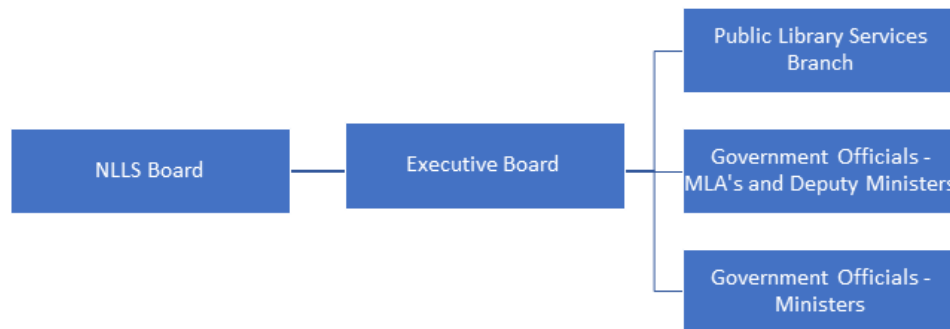 NLLS Board
Executive Board
Public Library Services
Branch
Government Officials -
MLA's and Deputy Ministers
Government Officials -
Ministers